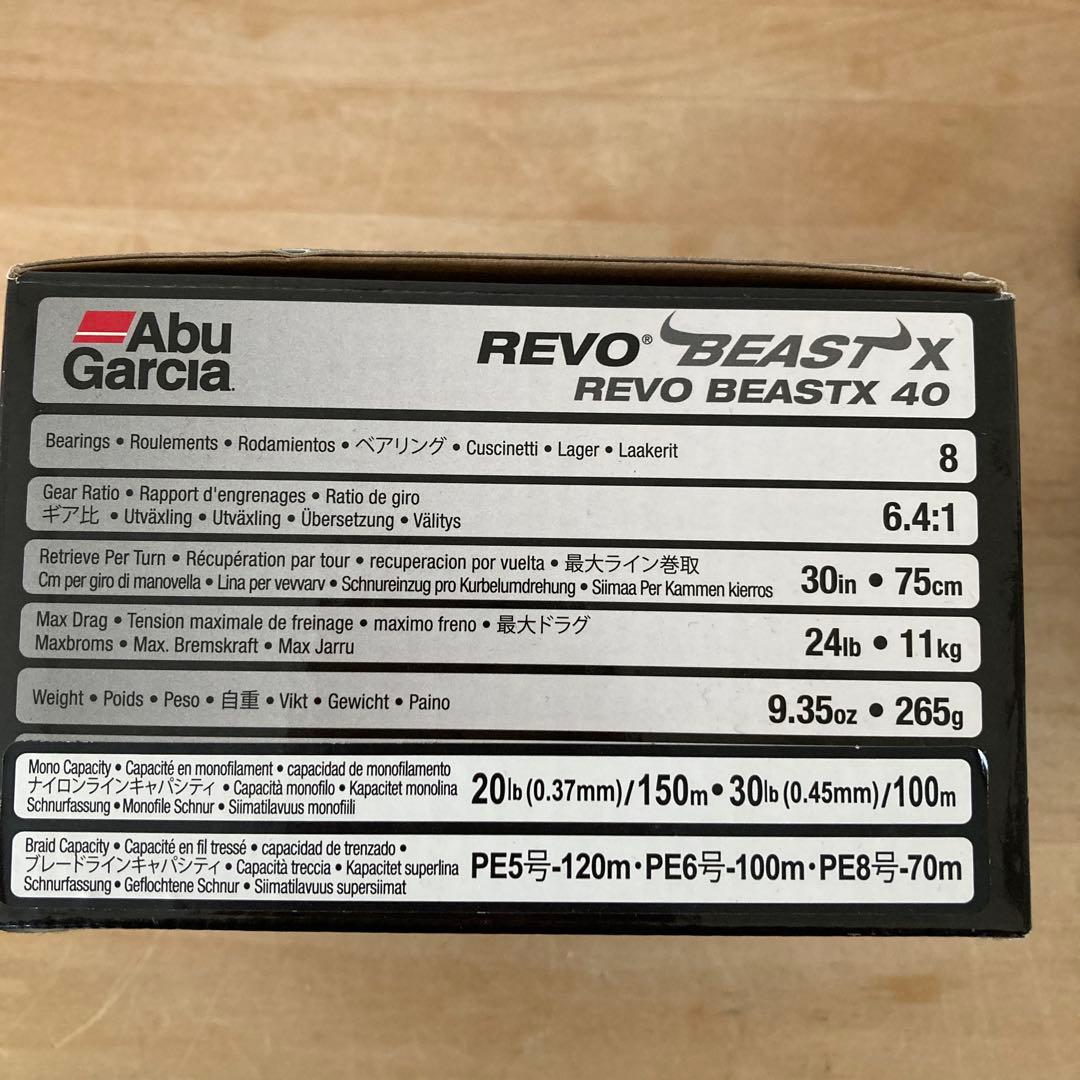 Abu
Garcia
REVO® BEAST X
REVO BEASTX 40
Bearings • Roulements • Rodamientos • ベアリング • Cuscinetti • Lager • Laakerit
8
Gear Ratio • Rapport d'engrenages • Ratio de giro
ギア比 • Utväxling • Utväxling • Übersetzung • Välitys
6.4:1
Retrieve Per Turn • Récupération par tour • recuperacion por vuelta • 最大ライン巻取
Cm per giro di manovella • Lina per vevvarv • Schnureinzug pro Kurbelumdrehung • Siimaa Per Kammen kierros
30in • 75cm
Max Drag • Tension maximale de freinage • maximo freno • 最大ドラグ
Maxbroms • Max. Bremskraft • Max Jarru
24lb • 11kg
Weight • Poids • Peso • 自重 • Vikt • Gewicht • Paino
9.35oz • 265g
Mono Capacity • Capacité en monofilament • capacidad de monofilamento
ナイロンラインキャパシティ • Capacità monofilo • Kapacitet monolina
Schnurfassung • Monofile Schnur • Siimatilavuus monofiili
20lb (0.37mm)/150m • 30lb (0.45mm)/100m
Braid Capacity • Capacité en fil tressé • capacidad de trenzado •
ブレードラインキャパシティ • Capacità treccia • Kapacitet superlina
Schnurfassung • Geflochtene Schnur • Siimatilavuus supersiimat
PE5号-120m・PE6号-100m・PE8号-70m